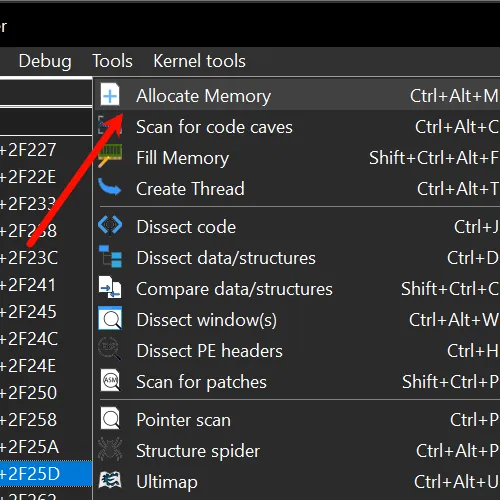 er
Debug Tools Kernel tools
Allocate Memory Ctrl+Alt+M
Scan for code caves Ctrl+Alt+C
+2F227
Fill Memory Shift+Ctrl+Alt+F
+2F22E
Create Thread Ctrl+Alt+T
+2F233
+2F238
Dissect code Ctrl+J
+2F23C
Dissect data/structures Ctrl+D
+2F241
Compare data/structures Shift+Ctrl+C
+2F245
Dissect window(s) Ctrl+Alt+W
+2F24C
Dissect PE headers Ctrl+H
+2F24E
ASM Scan for patches Shift+Ctrl+P
+2F250
+2F258
Pointer scan Ctrl+P
+2F25A
Structure spider Ctrl+Alt+P
+2F25D
Ultimap Ctrl+Alt+U
+2F262